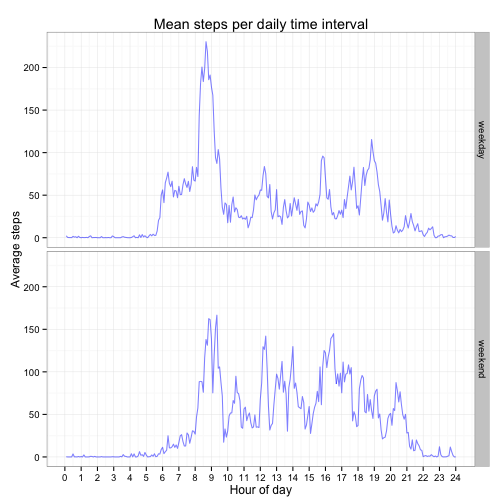 Mean steps per daily time interval
Average steps
200
150
100
50
0
weekday
200
150
100
50
0
weekend
0 1 2 3 4 5 6 7 8 9 10 11 12 13 14 15 16 17 18 19 20 21 22 23 24
Hour of day